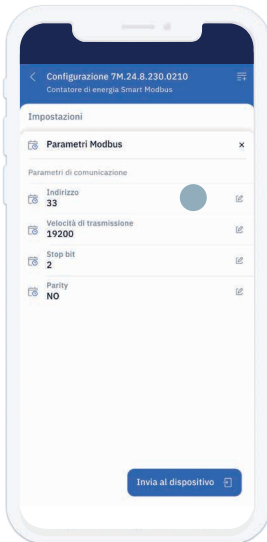 Configurazione 7M.24.8.230.0210
Contatore di energia Smart Modbus
Impostazioni
Parametri Modbus
Parametri di comunicazione
Indirizzo
33
Velocità di trasmissione
19200
Stop bit
2
Parity
NO
Invia al dispositivo